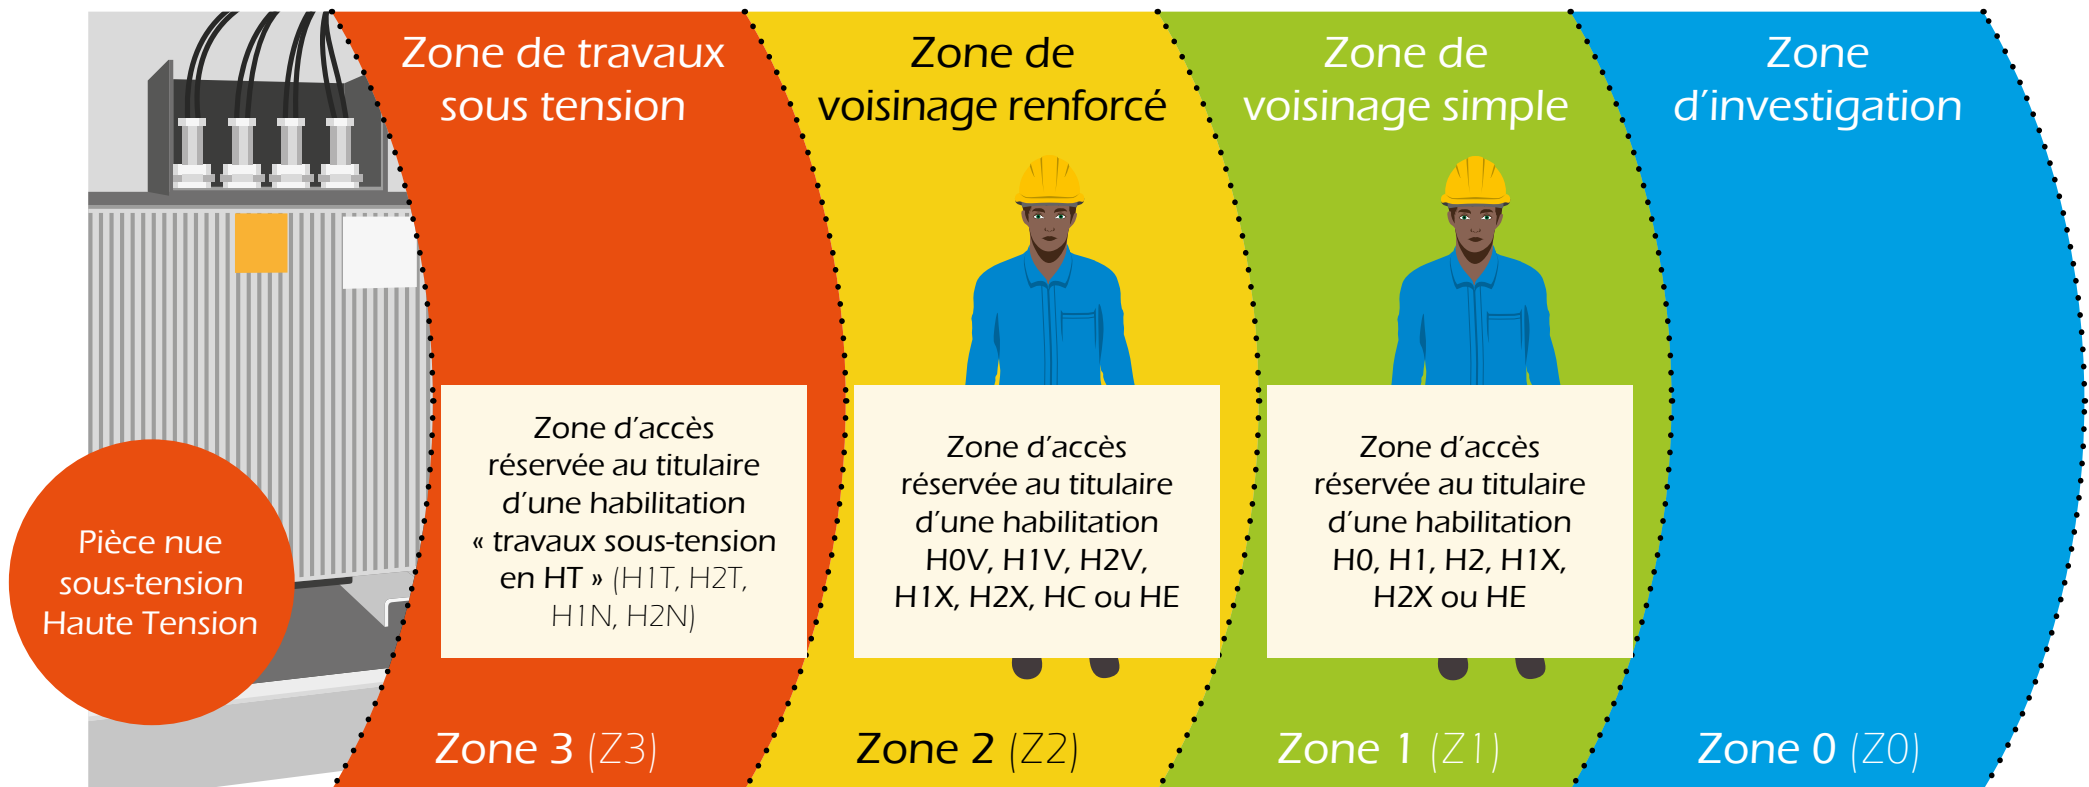 Zone de travaux
sous tension
Zone de
voisinage renforcé
Zone de
voisinage simple
Zone
d'investigation
Pièce nue
sous-tension
Haute Tension
Zone d'accès
réservée au titulaire
d'une habilitation
« travaux sous-tension
en HT » (H1T, H2T,
H1N, H2N)
Zone d'accès
réservée au titulaire
d'une habilitation
H0V, H1V, H2V,
H1X, H2X, HC ou HE
Zone d'accès
réservée au titulaire
d'une habilitation
H0, H1, H2, H1X,
H2X ou HE
Zone 3 (Z3)
Zone 2 (Z2)
Zone 1 (Z1)
Zone 0 (Z0)